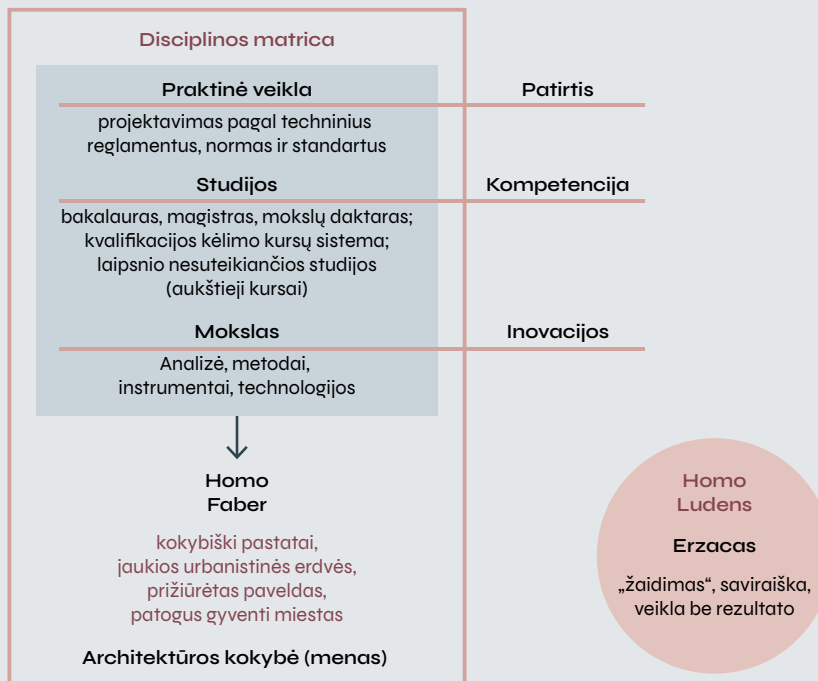 Disciplinos matrica
Praktinė veikla
Patirtis
projektavimas pagal techninius
reglamentus, normas ir standartus
Studijos
Kompetencija
bakalauras, magistras, mokslų daktaras;
kvalifikacijos kėlimo kursų sistema;
laipsnio nesuteikiančios studijos
(aukštieji kursai)
Mokslas
Inovacijos
Analizė, metodai,
instrumentai, technologijos
Homo
Faber
kokybiški pastatai,
jaukios urbanistinės erdvės,
prižiūrėtas paveldas,
patogus gyventi miestas
Architektūros kokybė (menas)
Homo
Ludens
Erzacas
„žaidimas“, saviraiška,
veikla be rezultato